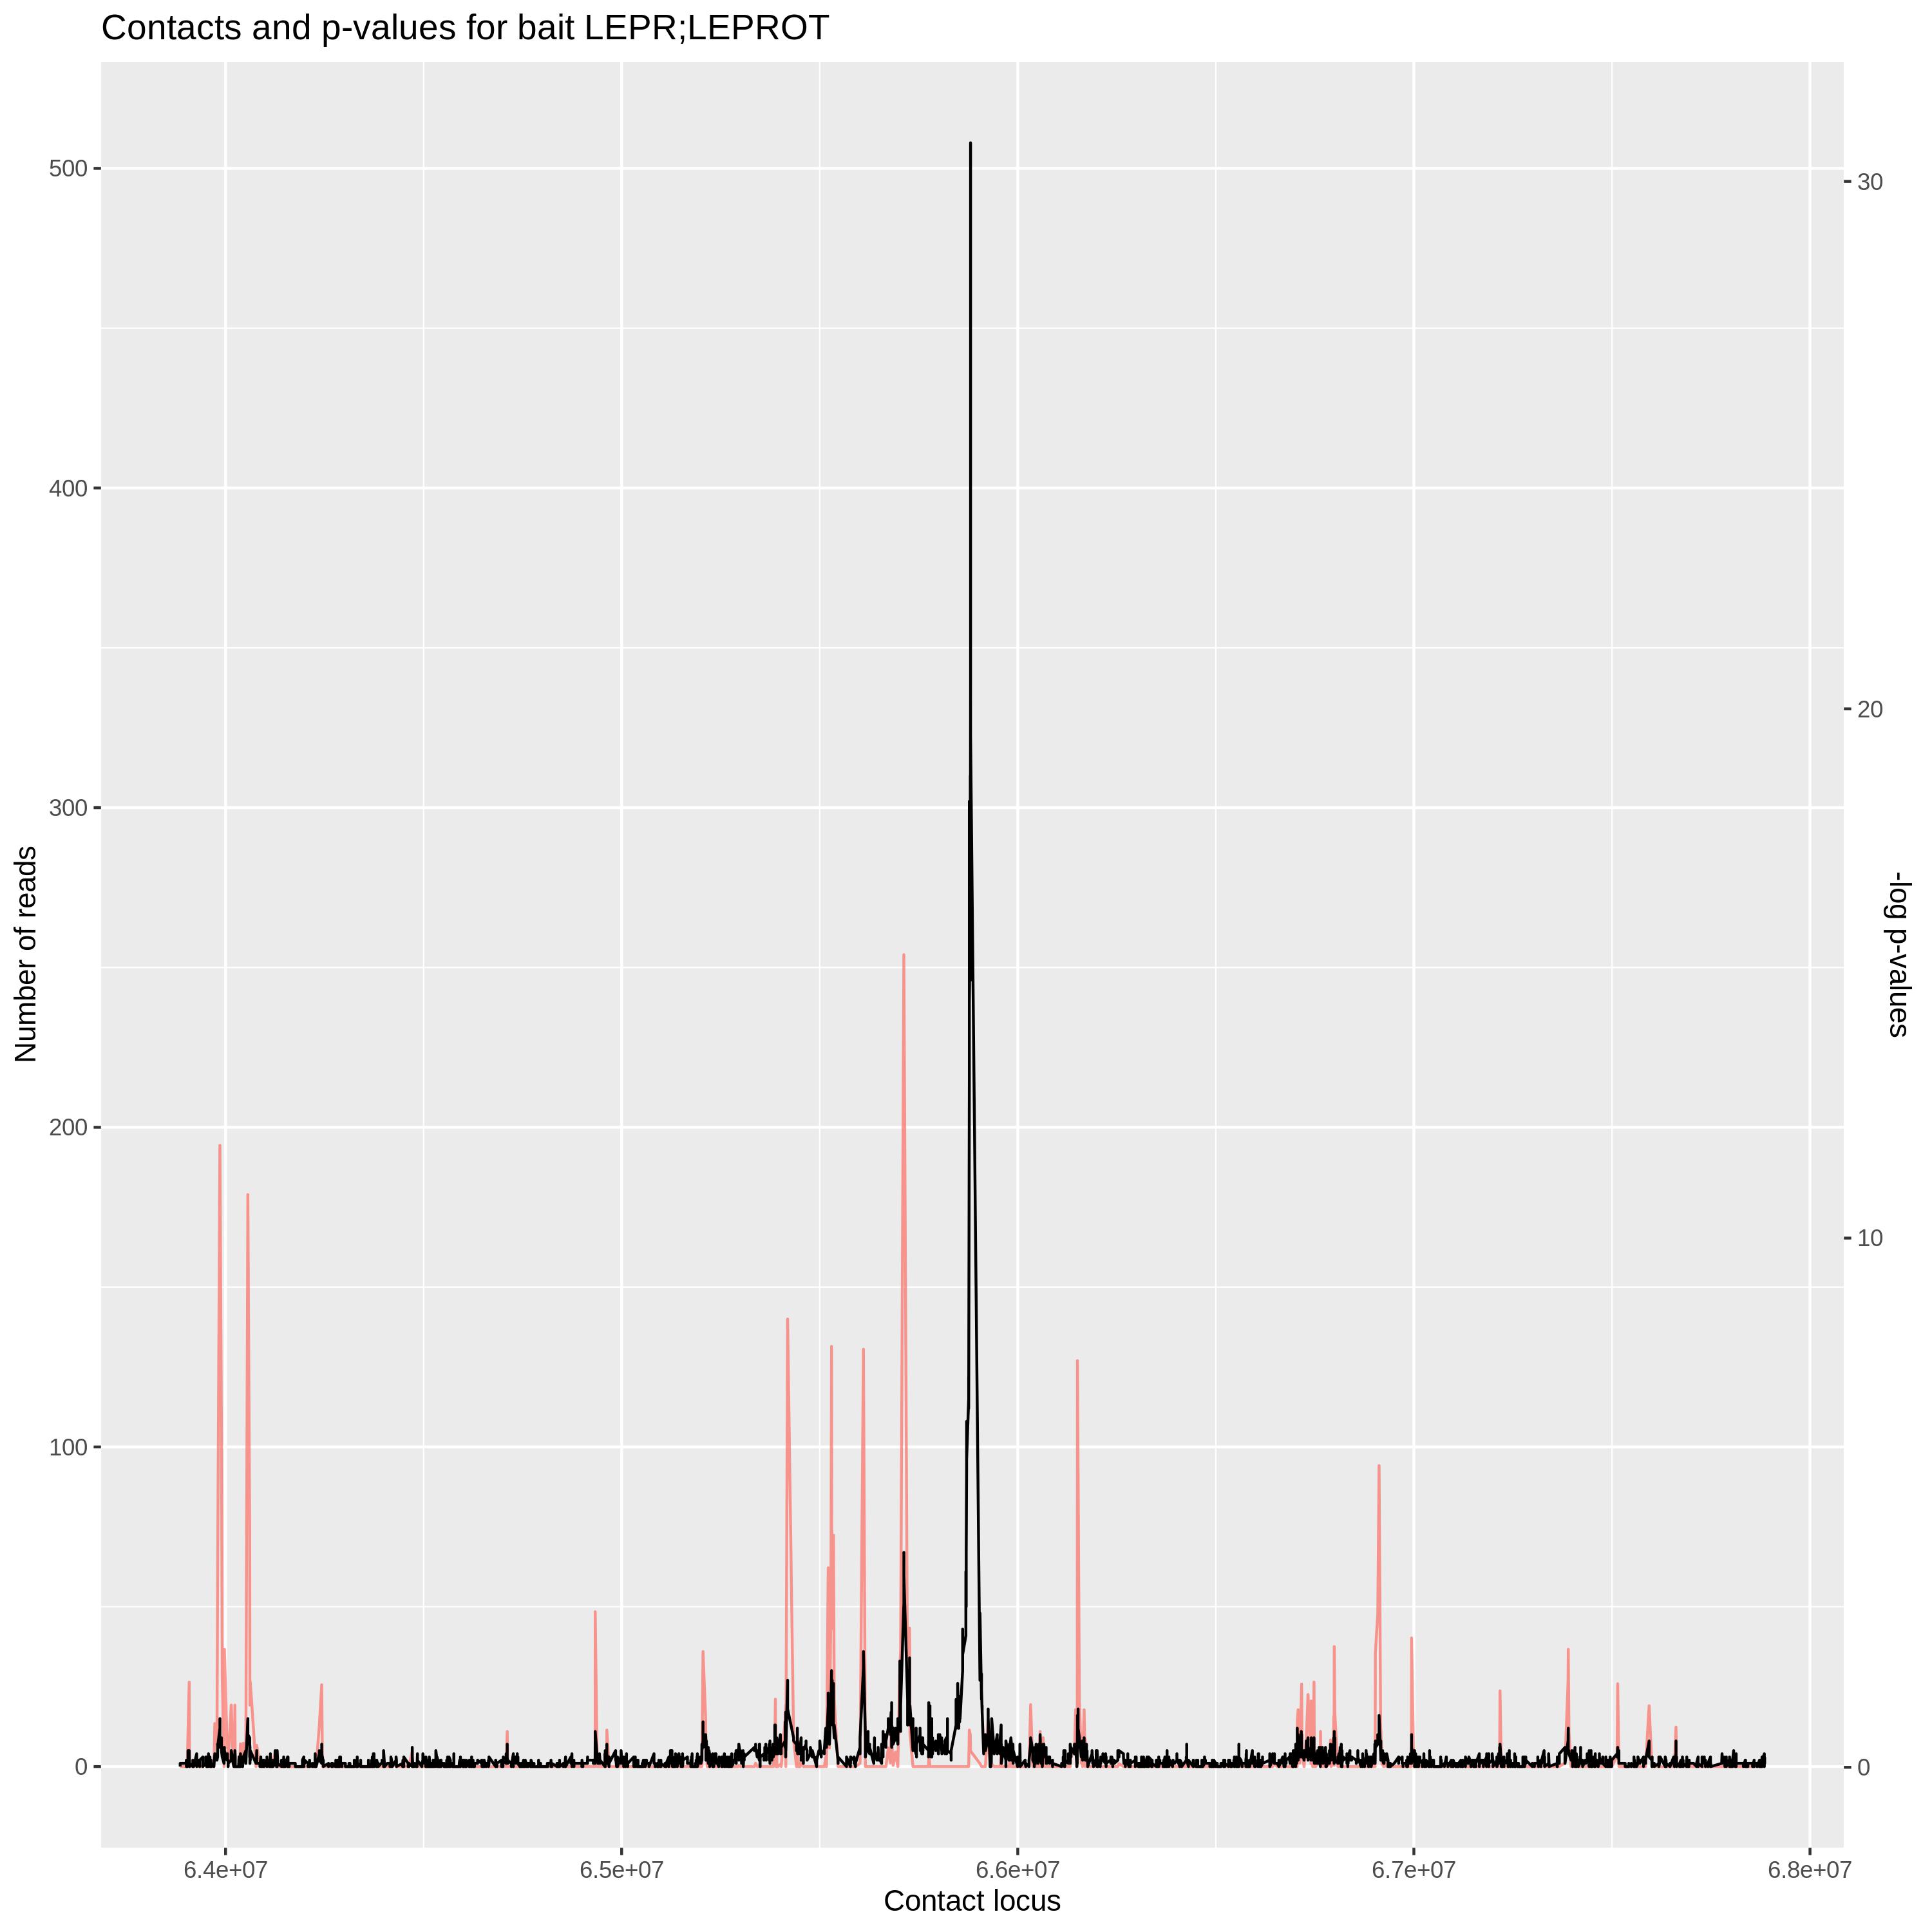 Contacts and p-values for bait LEPR;LEPROT
500
400
300
200
100
0
Number of reads
30
20
10
0
-log p-values
6.4e+07
6.5e+07
6.6e+07
6.7e+07
6.8e+07
Contact locus